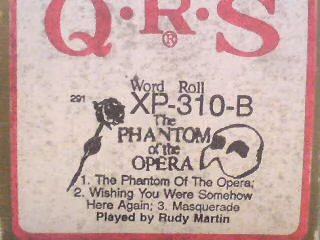 Q·R·S
®
Word Roll
291 XP-310-B
The
PHANTOM
of the
OPERA
1. The Phantom Of The Opera;
2. Wishing You Were Somehow
Here Again; 3. Masquerade
Played by Rudy Martin